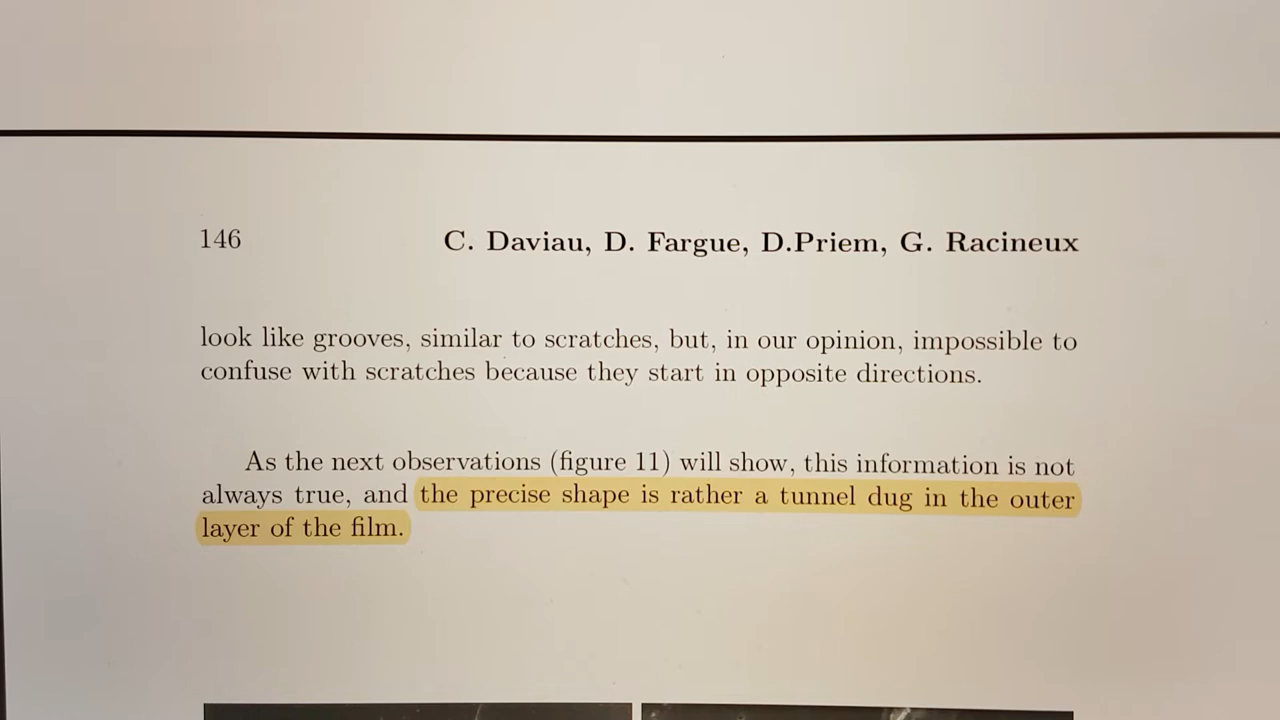 146 C. Daviau, D. Fargue, D.Priem, G. Racineux
look like grooves, similar to scratches, but, in our opinion, impossible to
confuse with scratches because they start in opposite directions.
As the next observations (figure 11) will show, this information is not
always true, and the precise shape is rather a tunnel dug in the outer
layer of the film.